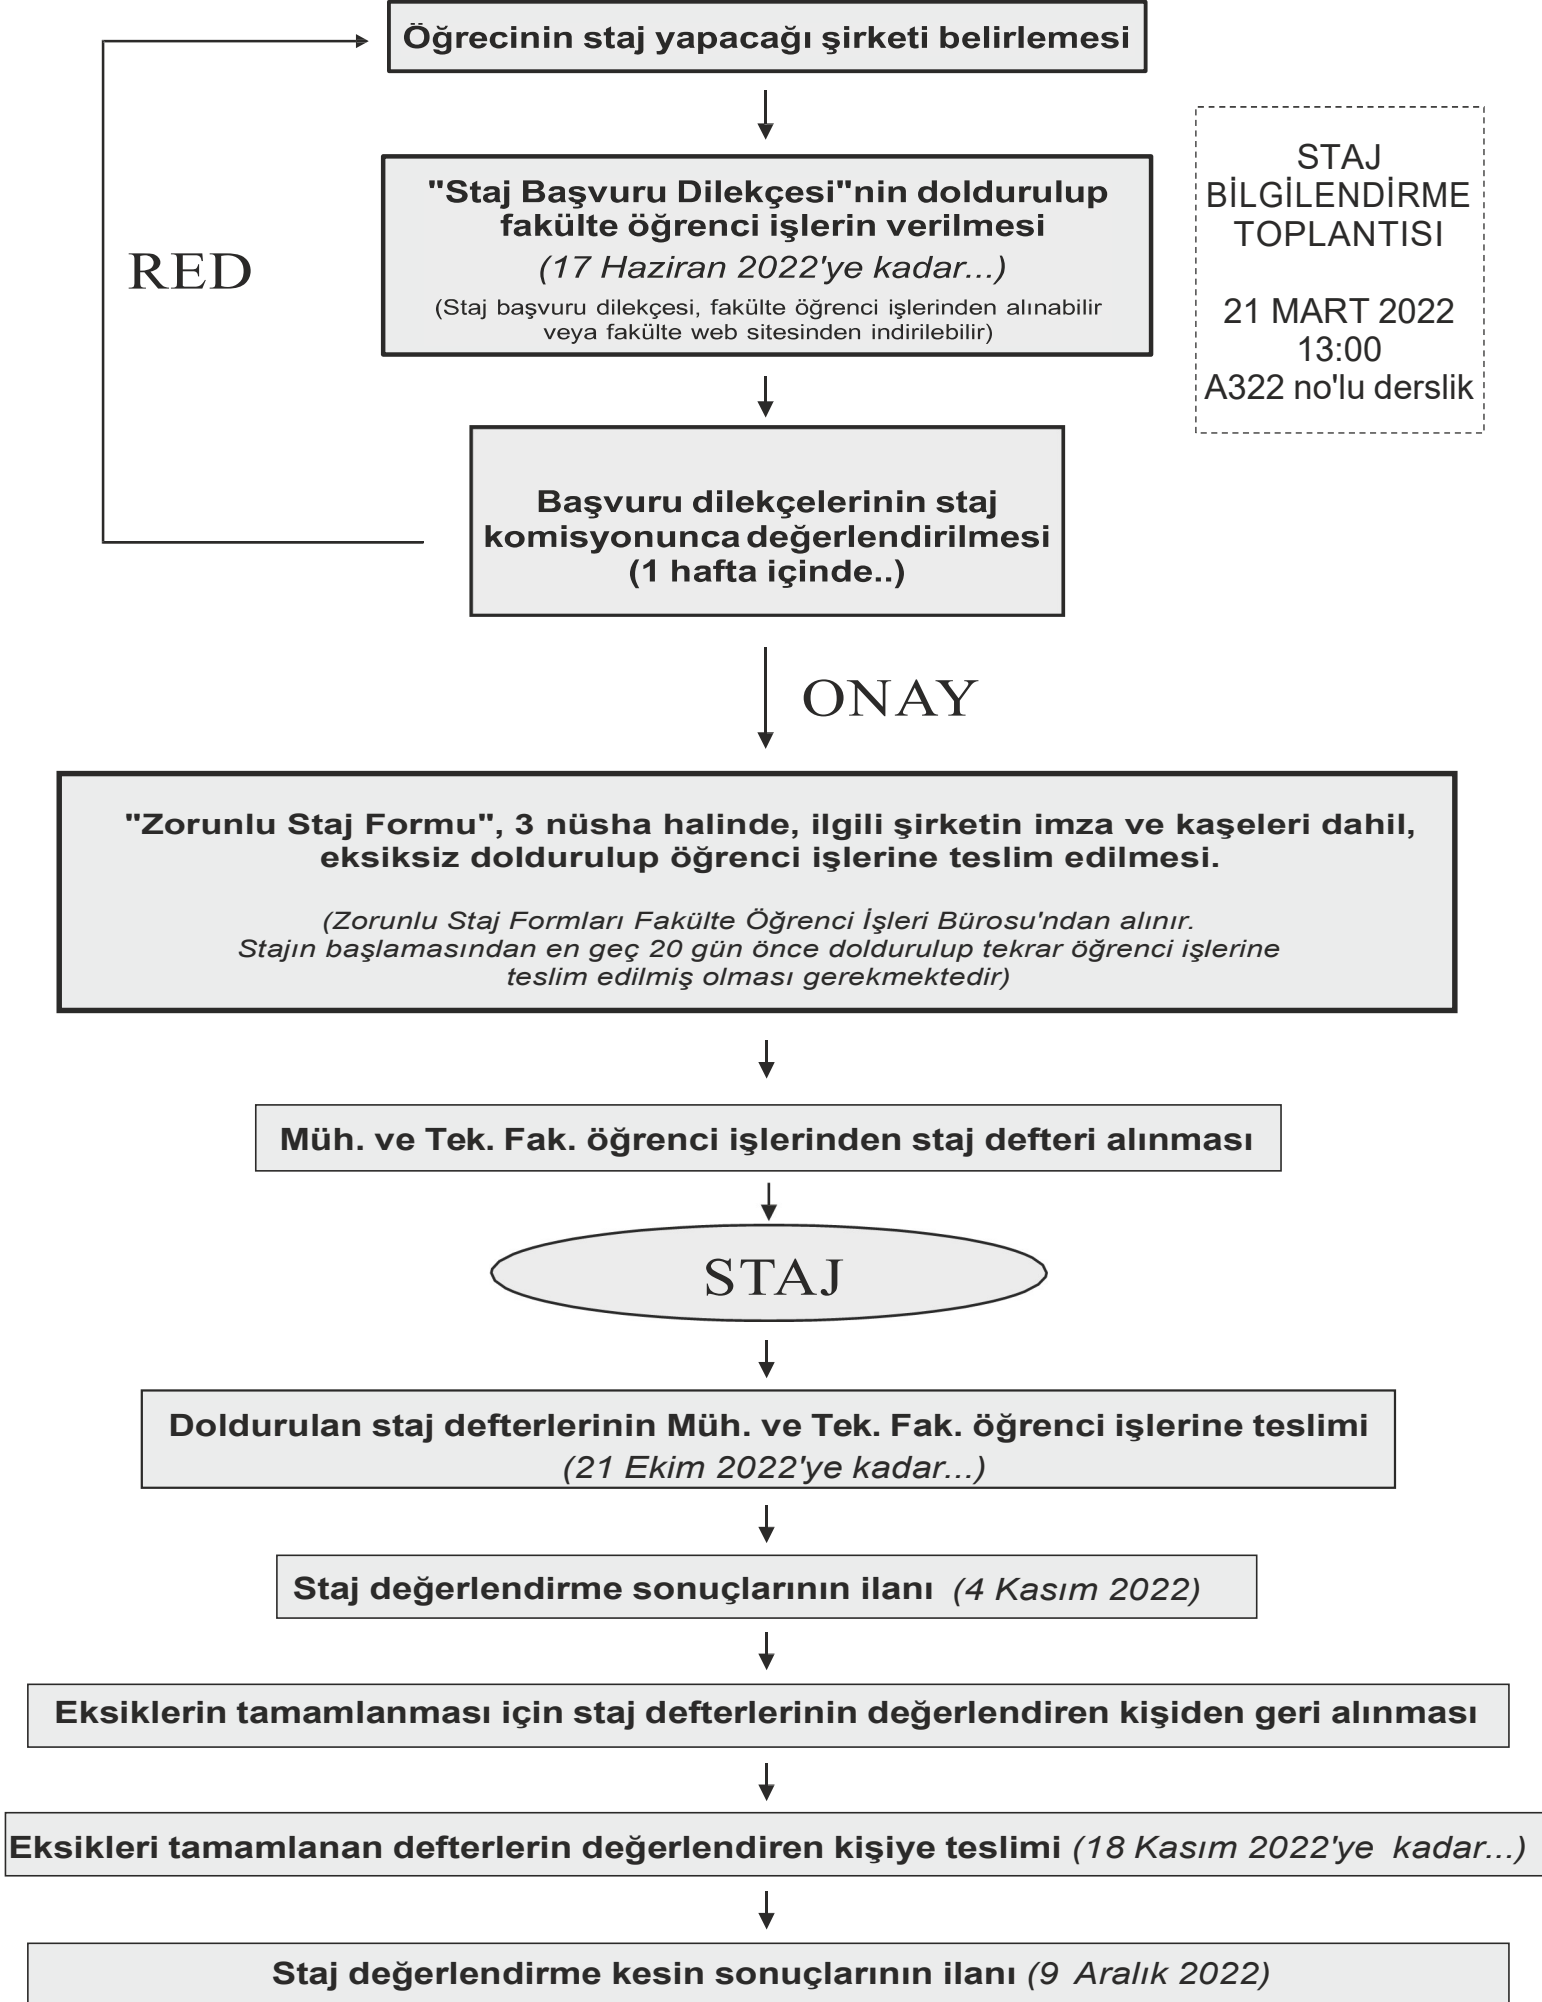 Öğrecinin staj yapacağı şirketi belirlemesi
"Staj Başvuru Dilekçesi"nin doldurulup
fakülte öğrenci işlerin verilmesi
(17 Haziran 2022'ye kadar...)
(Staj başvuru dilekçesi, fakülte öğrenci işlerinden alınabilir
veya fakülte web sitesinden indirilebilir)
STAJ
BİLGİLENDİRME
TOPLANTISI
21 MART 2022
13:00
A322 no'lu derslik
RED
Başvuru dilekçelerinin staj
komisyonunca değerlendirilmesi
(1 hafta içinde..)
ONAY
"Zorunlu Staj Formu", 3 nüsha halinde, ilgili şirketin imza ve kaşeleri dahil,
eksiksiz doldurulup öğrenci işlerine teslim edilmesi.
(Zorunlu Staj Formları Fakülte Öğrenci İşleri Bürosu'ndan alınır.
Stajın başlamasından en geç 20 gün önce doldurulup tekrar öğrenci işlerine
teslim edilmiş olması gerekmektedir)
Müh. ve Tek. Fak. öğrenci işlerinden staj defteri alınması
STAJ
Doldurulan staj defterlerinin Müh. ve Tek. Fak. öğrenci işlerine teslimi
(21 Ekim 2022'ye kadar...)
Staj değerlendirme sonuçlarının ilanı (4 Kasım 2022)
Eksiklerin tamamlanması için staj defterlerinin değerlendiren kişiden geri alınması
Eksikleri tamamlanan defterlerin değerlendiren kişiye teslimi (18 Kasım 2022'ye kadar...)
Staj değerlendirme kesin sonuçlarının ilanı (9 Aralık 2022)